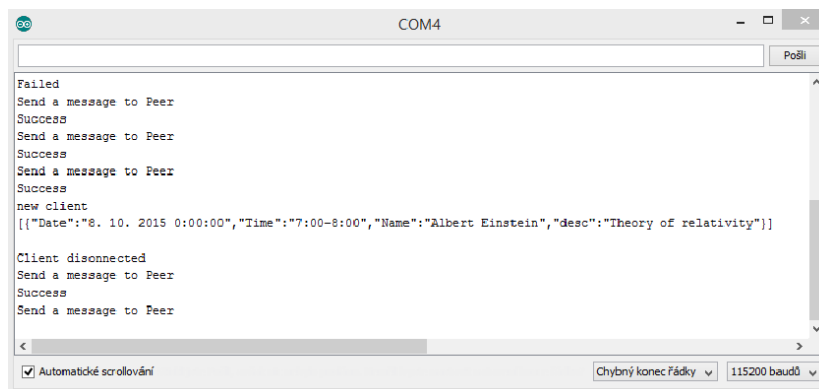 COM4
Pošli
Failed
Send a message to Peer
Success
Send a message to Peer
Success
Send a message to Peer
Success
new client
[{"Date":"8. 10. 2015 0:00:00","Time":"7:00-8:00","Name":"Albert Einstein","desc":"Theory of relativity"}]
Client disonnected
Send a message to Peer
Success
Send a message to Peer
Automatické scrollování
Chybný konec řádky
115200 baudů